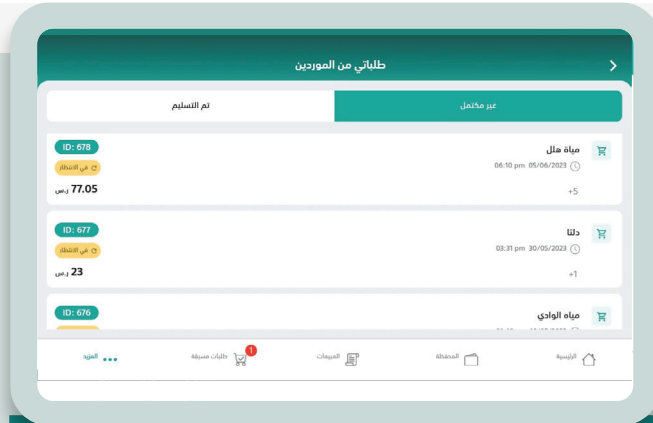 طلباتي من الموردين
غير مكتمل
تم التسليم
مياة هلل
ID: 678
05/06/2023 06:10 pm
في الانتظار
+5
77.05 ر.س
دلتا
ID: 677
30/05/2023 03:31 pm
في الانتظار
+1
23 ر.س
مياه الوادي
ID: 676
الرئيسية
المحفظة
المبيعات
طلبات مسبقة
1
المزيد